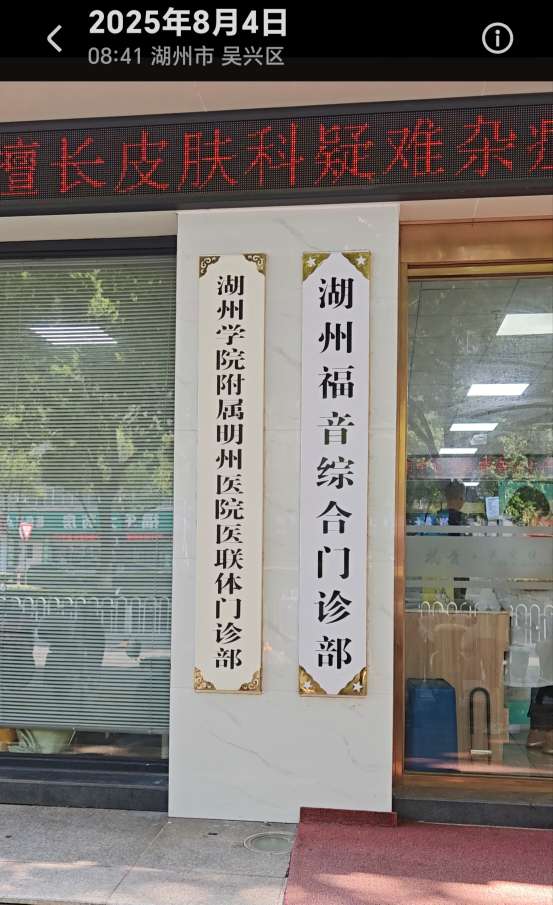 2025年8月4日
08:41 湖州市 吴兴区
擅长皮肤科疑难杂症
湖州学院附属明州医院医联体门诊部
湖州福音综合门诊部